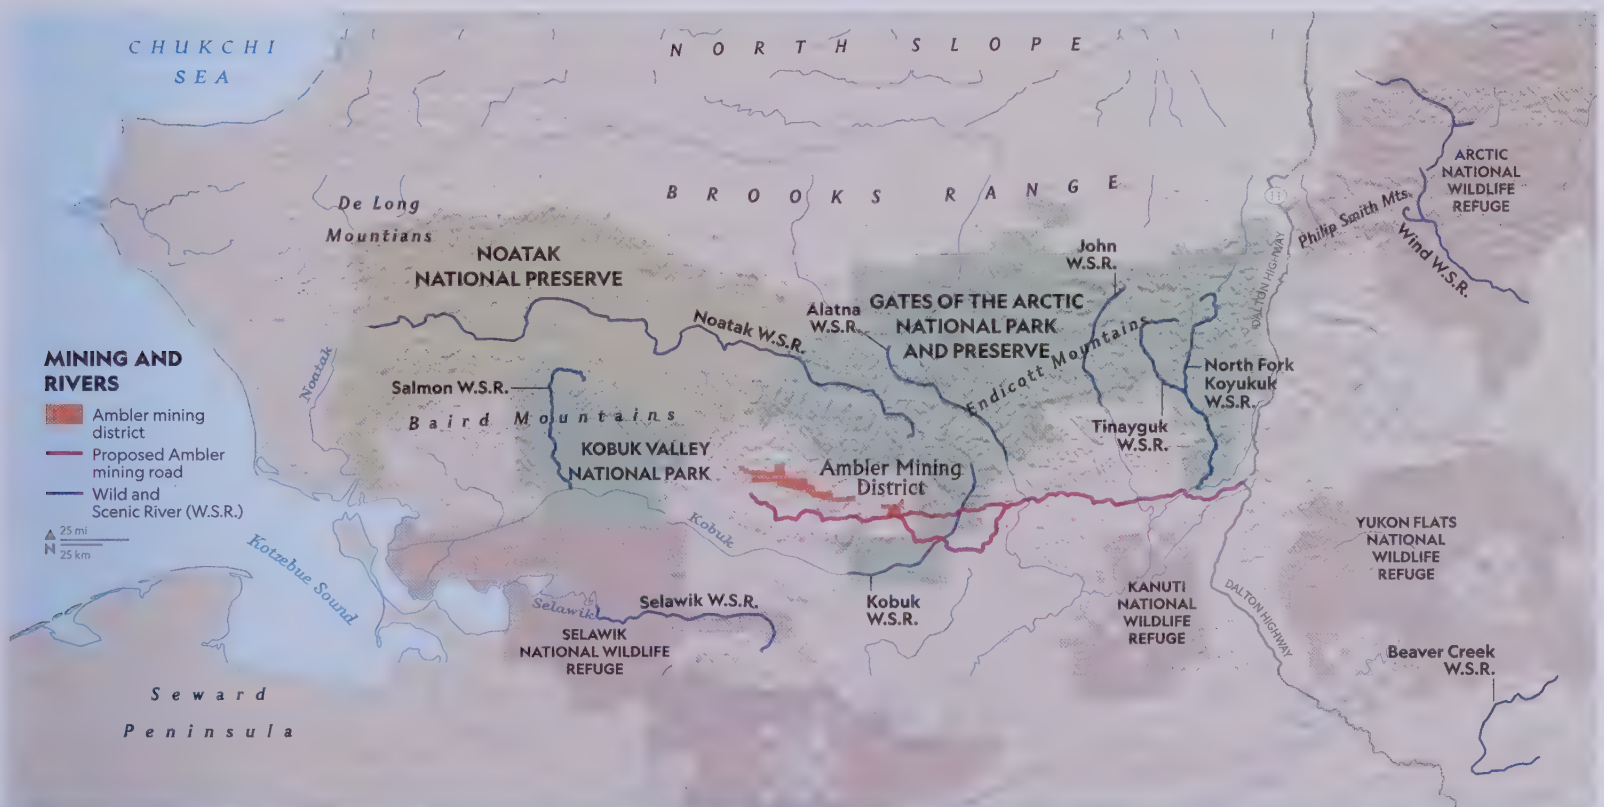 CHUKCHI
SEA
NORTH SLOPE
BROOKS RANGE
De Long
Mountians
NOATAK
NATIONAL PRESERVE
Noatak W.S.R.
Alatna
W.S.R.
GATES OF THE ARCTIC
NATIONAL PARK
AND PRESERVE
John
W.S.R.
Endicott Mountains
North Fork
Koyukuk
W.S.R.
Tinayguk
W.S.R.
DALTON HIGHWAY
11
Philip Smith Mts.
Wind W.S.R.
ARCTIC
NATIONAL
WILDLIFE
REFUGE
MINING AND
RIVERS
Ambler mining
district
Proposed Ambler
mining road
Wild and
Scenic River (W.S.R.)
25 mi
N
25 km
Noatak
Salmon W.S.R.
Baird Mountains
KOBUK VALLEY
NATIONAL PARK
Ambler Mining
District
Kobuk
Kotzebue Sound
Selawik
Selawik W.S.R.
SELAWIK
NATIONAL WILDLIFE
REFUGE
Kobuk
W.S.R.
KANUTI
NATIONAL
WILDLIFE
REFUGE
DALTON HIGHWAY
YUKON FLATS
NATIONAL
WILDLIFE
REFUGE
Beaver Creek
W.S.R.
Seward
Peninsula